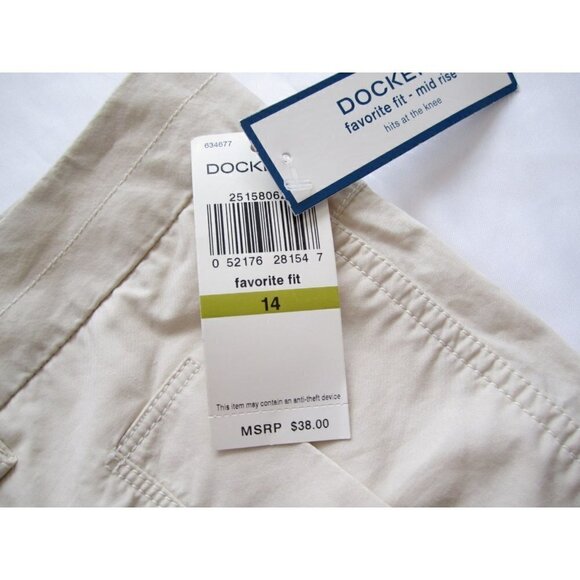 DOCKE
favorite fit - mid rise
hits at the knee
634677
DOCKE
2515806
0 52176 28154 7
favorite fit
14
This item may contain an anti-theft device
MSRP $38.00